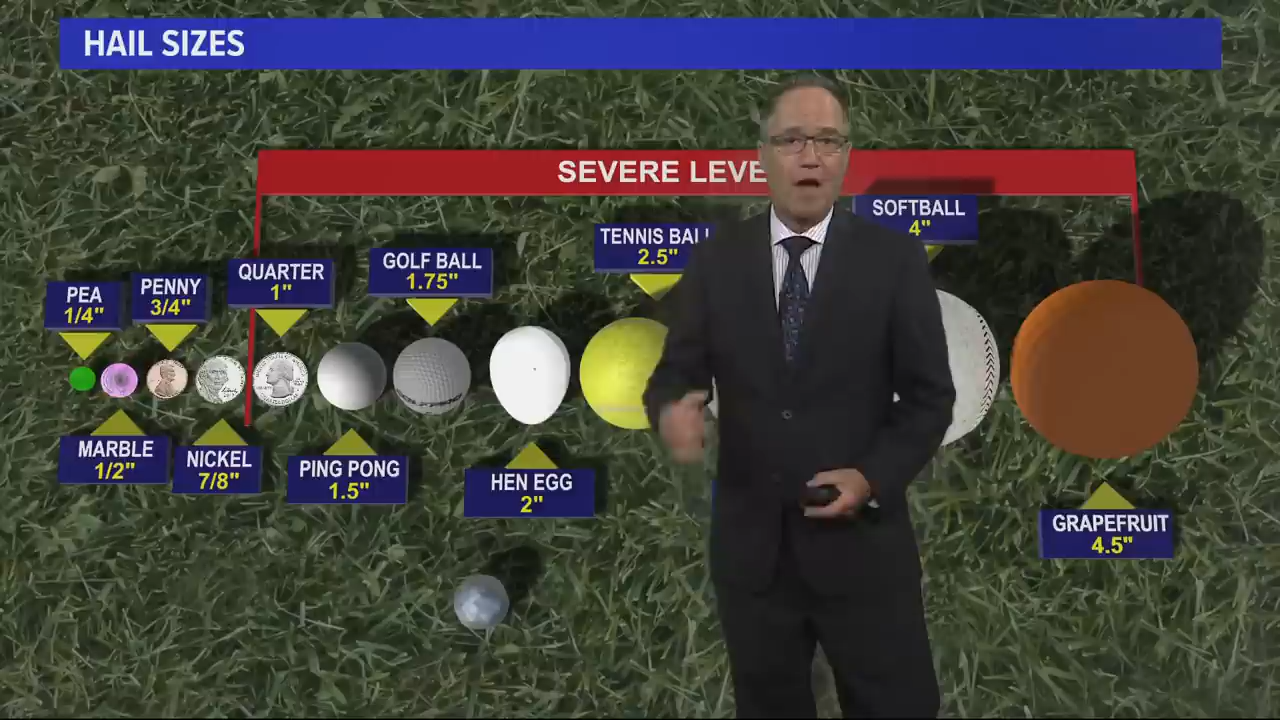 HAIL SIZES
SEVERE LEVE
SOFTBALL
4"
TENNIS BALL
2.5"
GOLF BALL
1.75"
QUARTER
1"
PENNY
3/4"
PEA
1/4"
MARBLE
1/2"
NICKEL
7/8"
PING PONG
1.5"
HEN EGG
2"
GRAPEFRUIT
4.5"